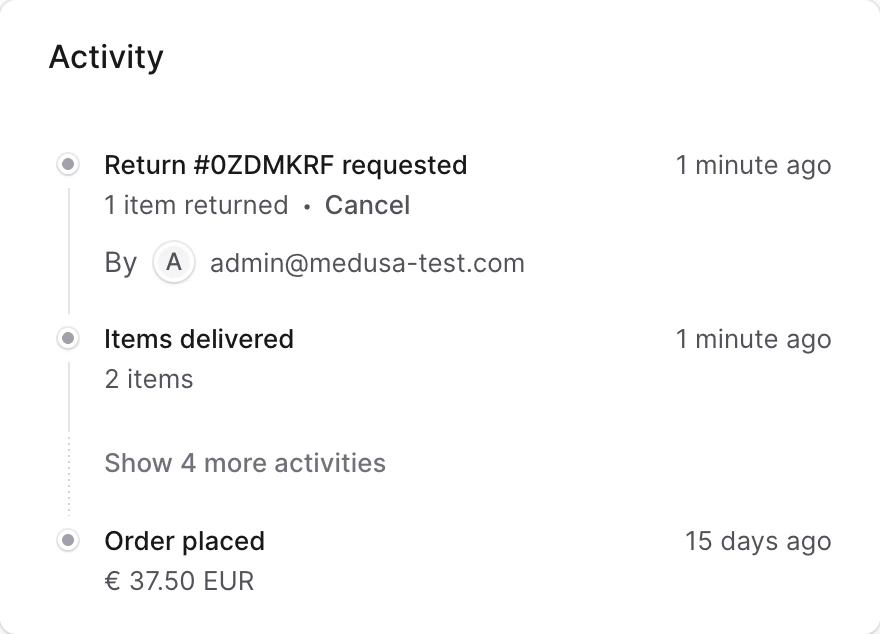 Activity
Return #0ZDMKRF requested 1 minute ago
1 item returned • Cancel
By A admin@medusa-test.com
Items delivered 1 minute ago
2 items
Show 4 more activities
Order placed 15 days ago
€ 37.50 EUR